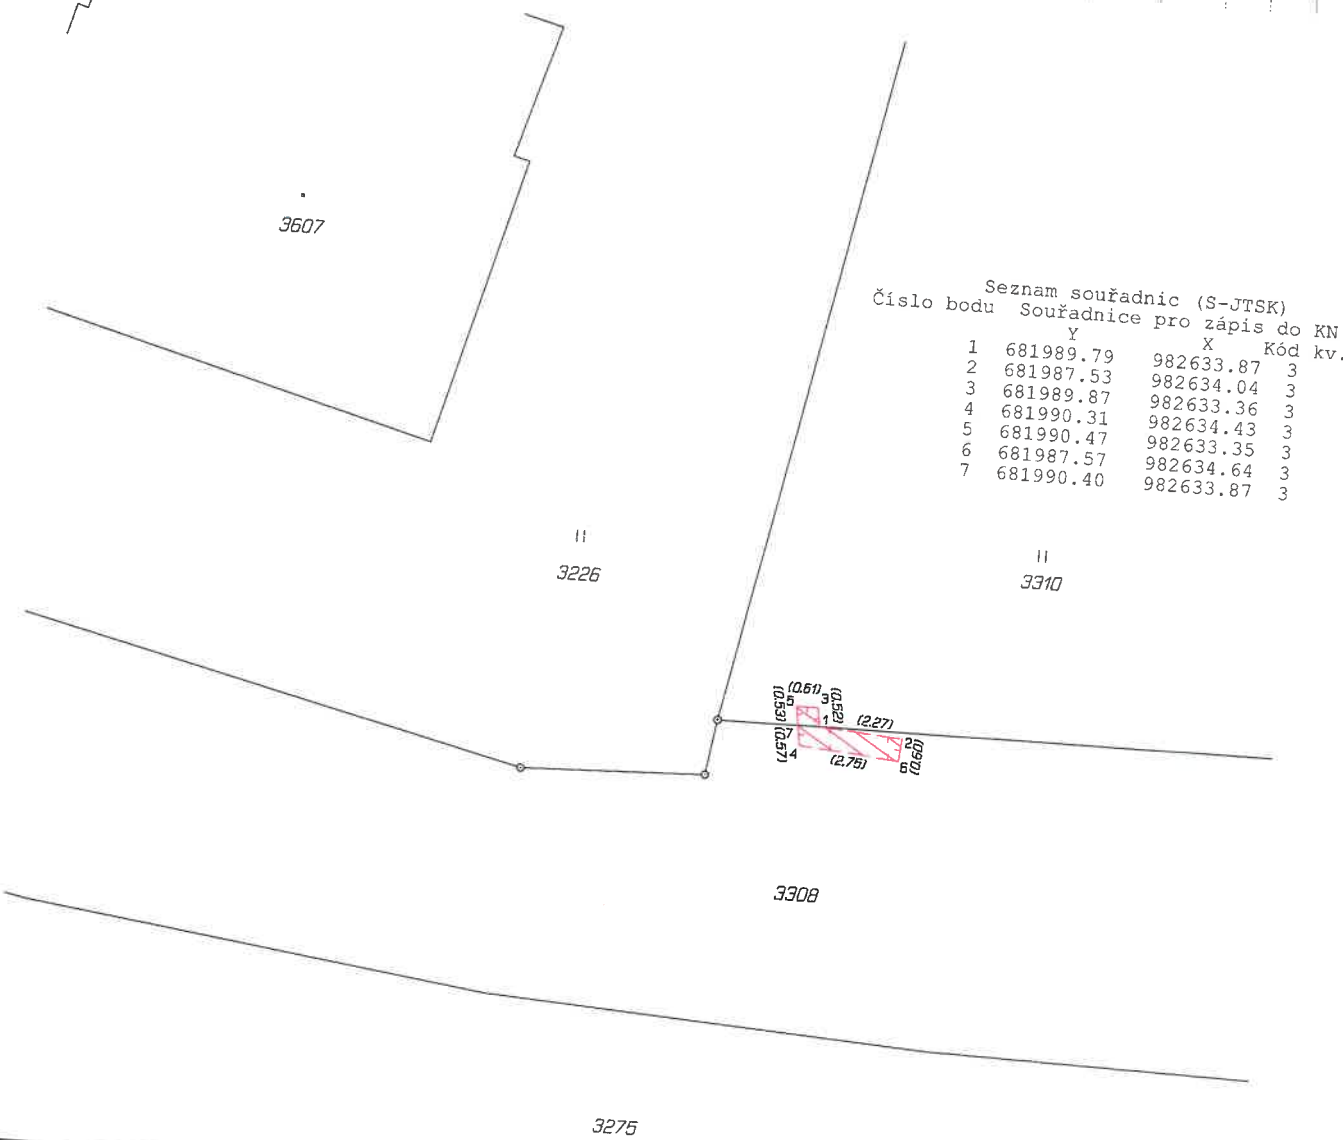 3607
Seznam souřadnic (S-JTSK)
Číslo bodu Souřadnice pro zápis do KN
Y X Kód kv.
1 681989.79 982633.87 3
2 681987.53 982634.04 3
3 681989.87 982633.36 3
4 681990.31 982634.43 3
5 681990.47 982633.35 3
6 681987.57 982634.64 3
7 681990.40 982633.87 3
3226
3310
(0.61)
5 3
(0.53) (0.52)
1 (2.27)
7 2
(0.57) (0.60)
4 (2.76) 6
3308
3275